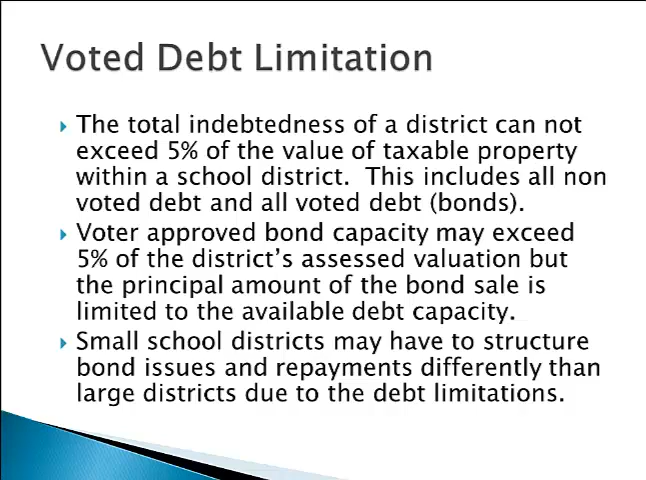 Voted Debt Limitation
The total indebtedness of a district can not
exceed 5% of the value of taxable property
within a school district.  This includes all non
voted debt and all voted debt (bonds).
Voter approved bond capacity may exceed
5% of the district's assessed valuation but
the principal amount of the bond sale is
limited to the available debt capacity.
Small school districts may have to structure
bond issues and repayments differently than
large districts due to the debt limitations.